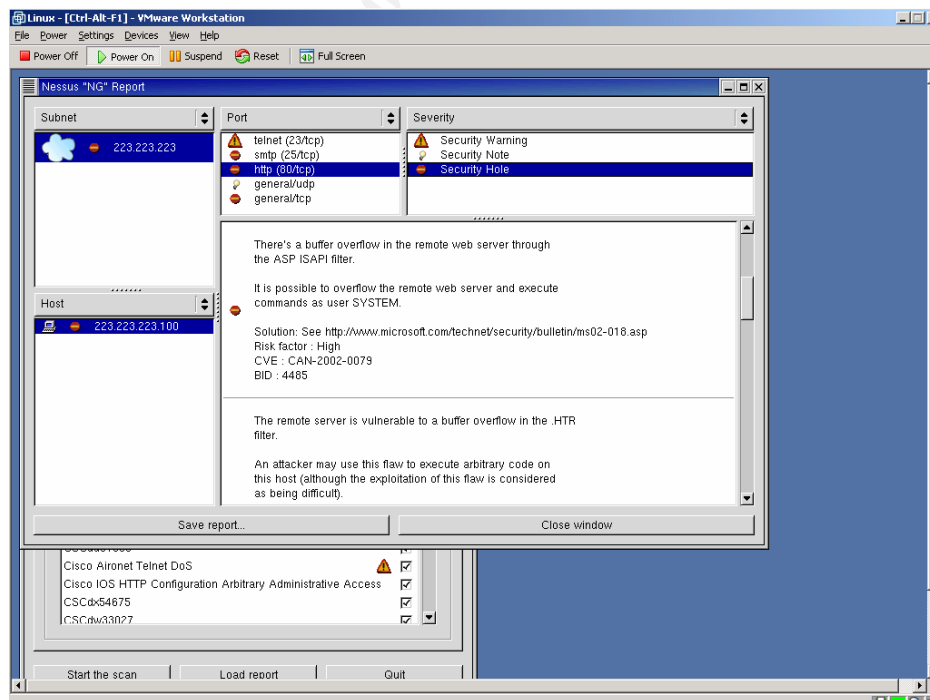 Linux - [Ctrl-Alt-F1] - VMware Workstation
File Power Settings Devices View Help
Power Off Power On Suspend Reset Full Screen
Nessus "NG" Report
Subnet
223.223.223
Port
telnet (23/tcp)
smtp (25/tcp)
http (80/tcp)
general/udp
general/tcp
Severity
Security Warning
Security Note
Security Hole
Host
223.223.223.100
There's a buffer overflow in the remote web server through
the ASP ISAPI filter.
It is possible to overflow the remote web server and execute
commands as user SYSTEM.
Solution: See http://www.microsoft.com/technet/security/bulletin/ms02-018.asp
Risk factor : High
CVE : CAN-2002-0079
BID : 4485
The remote server is vulnerable to a buffer overflow in the .HTR
filter.
An attacker may use this flaw to execute arbitrary code on
this host (although the exploitation of this flaw is considered
as being difficult).
Save report...
Close window
Cisco Aironet Telnet DoS
Cisco IOS HTTP Configuration Arbitrary Administrative Access
CSCdx54675
CSCdw33027
Start the scan
Load report
Quit